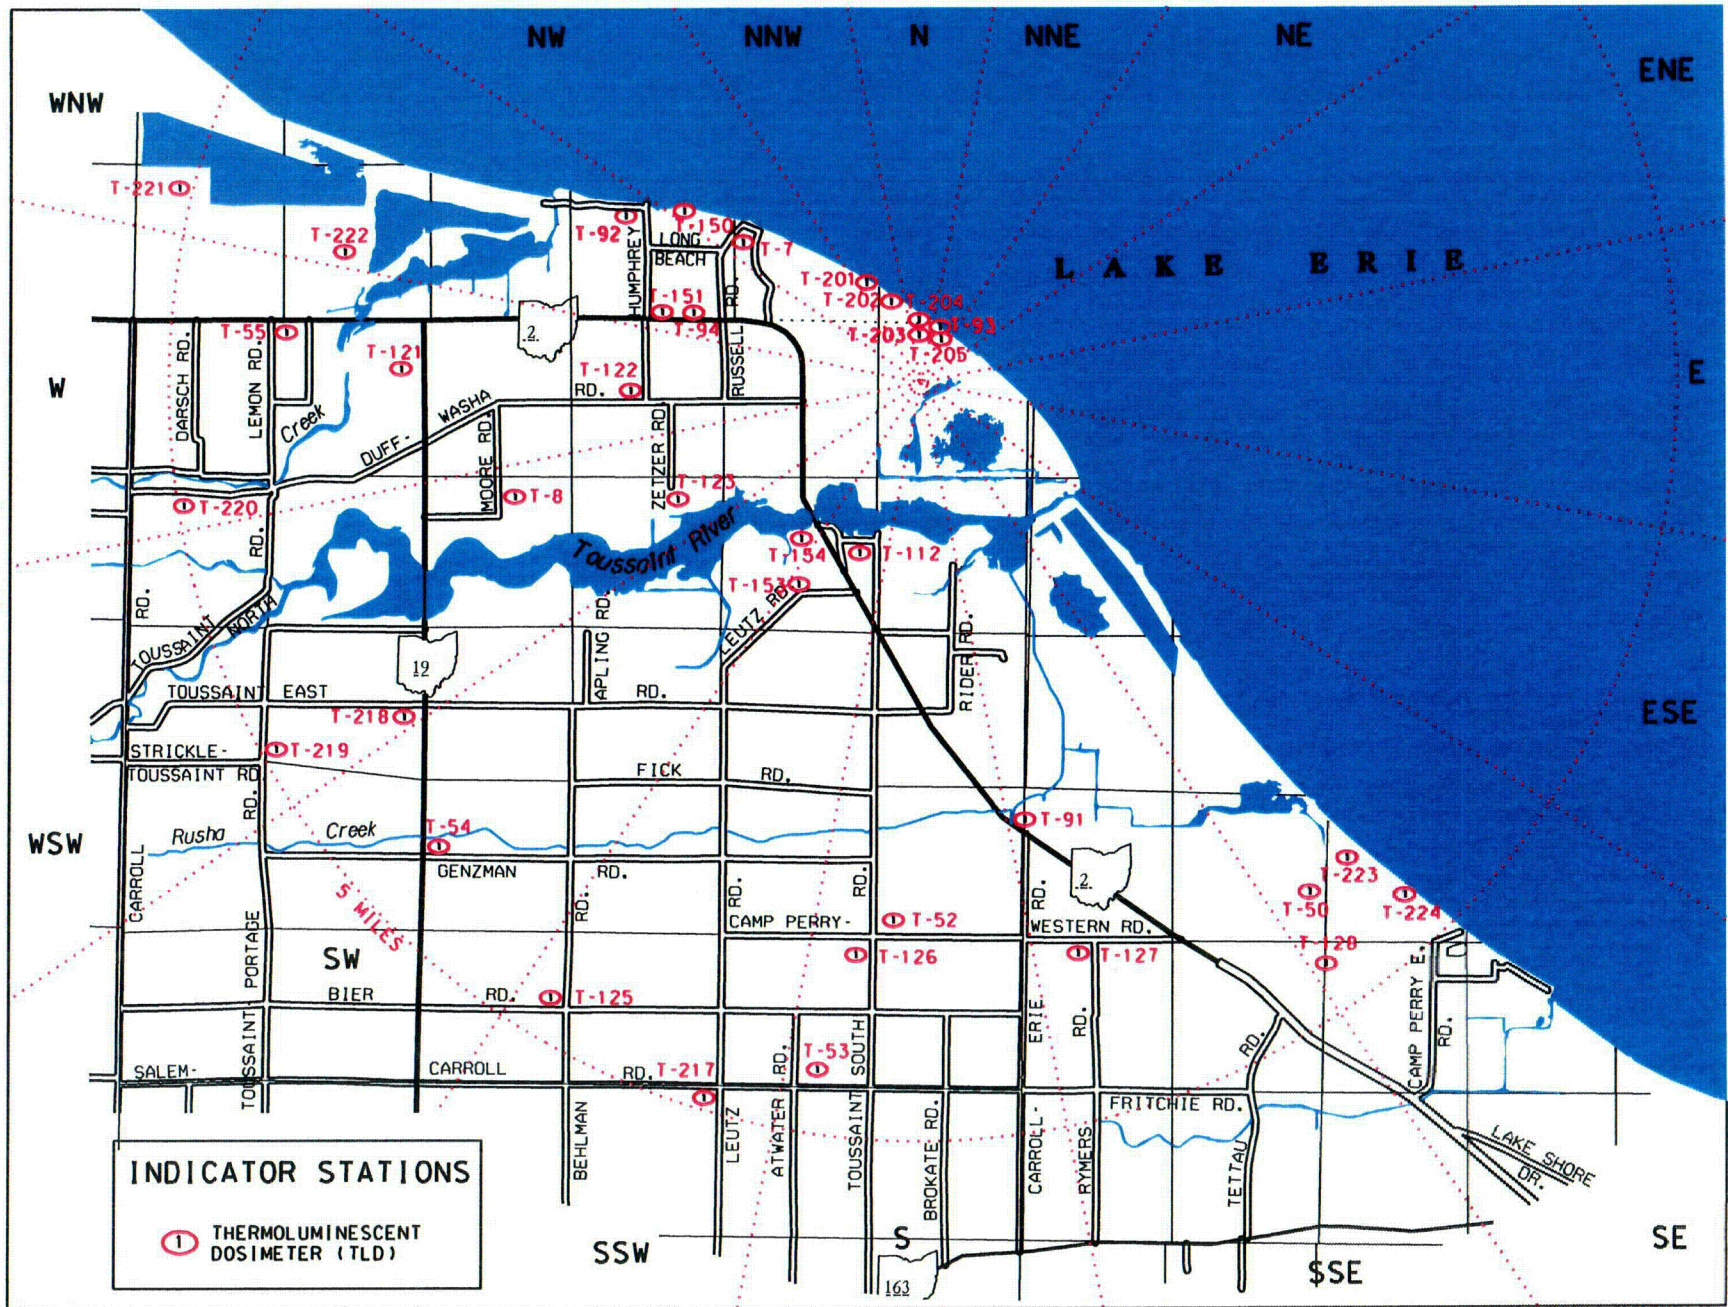 NW
NNW
N
NNE
NE
ENE
WNW
T-221
T-222
T-92
T-150
T-7
HUMPHREY
LONG
BEACH
RD.
LAKE ERIE
T-201
T-202
T-204
T-93
T-203
T-205
T-151
T-94
T-55
T-121
2
T-122
RUSSELL
W
E
DARSCH RD.
LEMON RD.
Creek
DUFF-
WASHA
RD.
MOORE RD.
ZETZER RD.
T-8
T-123
T-220
RD.
Toussaint River
T-154
T-112
T-153
LEUTZ RD.
RD.
TOUSSAINT
NORTH
19
APLING RD.
RIDER RD.
TOUSSAINT EAST
RD.
T-218
ESE
STRICKLE-
TOUSSAINT RD.
T-219
FICK
RD.
RD.
WSW
Rusha
Creek
T-54
T-91
GENZMAN
RD.
2
T-223
T-50
T-224
CARROLL
5 MILES
RD.
RD.
RD.
RD.
CAMP PERRY-
T-52
WESTERN RD.
T-128
SW
T-126
T-127
BIER
RD.
T-125
TOUSSAINT- PORTAGE
ERIE
RD.
CAMP PERRY E.
RD.
SALEM-
CARROLL
RD.
T-217
RD.
T-53
SOUTH
RD.
FRITCHIE RD.
BEHLMAN
LEUTZ
ATWATER
TOUSSAINT
BROKATE RD.
CARROLL-
RYMERS
TETTAU
LAKE SHORE
DR.
INDICATOR STATIONS
1 THERMOLUMINESCENT
DOSIMETER (TLD)
SSW
S
163
SSE
SE